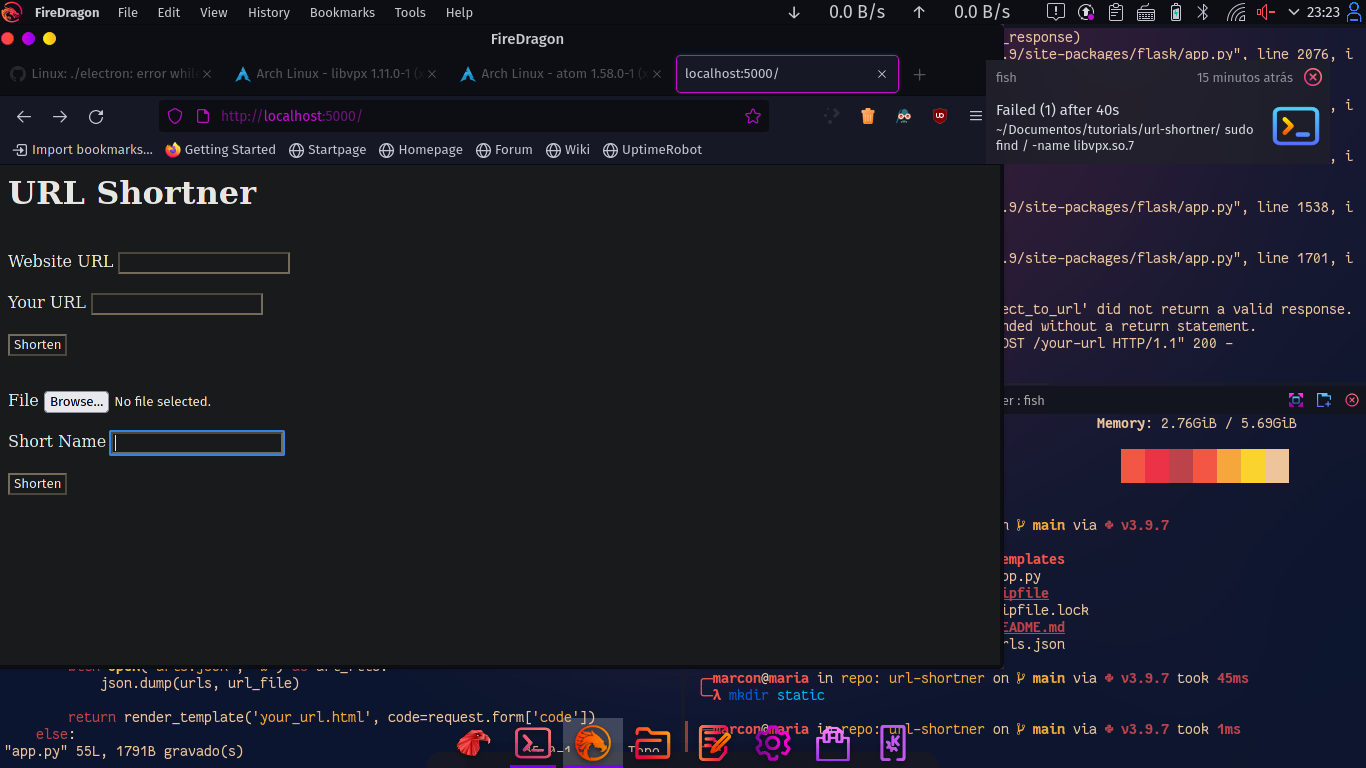 FireDragon File Edit View History Bookmarks Tools Help ↓ 0.0 B/s ↑ 0.0 B/s 23:23
FireDragon
Linux: ./electron: error whil
Arch Linux - libvpx 1.11.0-1 (x
Arch Linux - atom 1.58.0-1 (x
localhost:5000/
http://localhost:5000/
Import bookmarks... Getting Started Startpage Homepage Forum Wiki UptimeRobot
URL Shortner
Website URL
Your URL
Shorten
File Browse... No file selected.
Short Name
Shorten
_response)
.9/site-packages/flask/app.py", line 2076, i
fish 15 minutos atrás
Failed (1) after 40s
~/Documentos/tutorials/url-shortner/ sudo
find / -name libvpx.so.7
.9/site-packages/flask/app.py", line 1538, i
.9/site-packages/flask/app.py", line 1701, i
ect_to_url' did not return a valid response.
nded without a return statement.
OST /your-url HTTP/1.1" 200 -
er : fish
Memory: 2.76GiB / 5.69GiB
main via v3.9.7
emplates
pp.py
ipfile
ipfile.lock
EADME.md
rls.json
marcon@maria in repo: url-shortner on main via v3.9.7 took 45ms
λ mkdir static
marcon@maria in repo: url-shortner on main via v3.9.7 took 1ms
json.dump(urls, url_file)
return render_template('your_url.html', code=request.form['code'])
else:
"app.py" 55L, 1791B gravado(s)